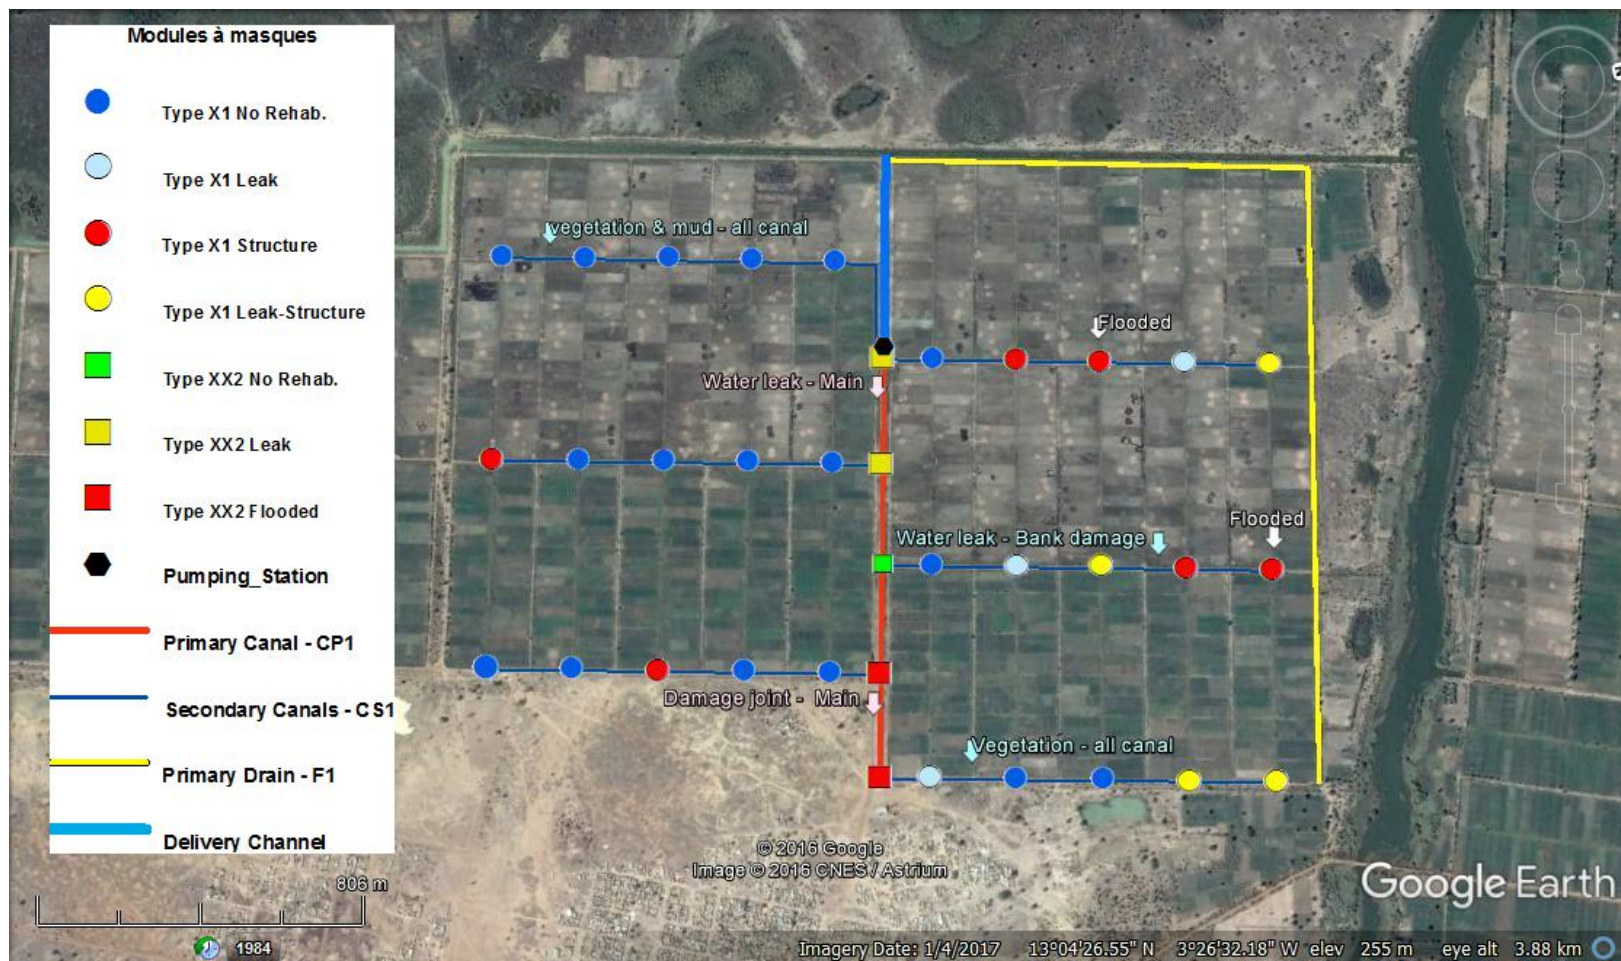 Modules à masques
Type X1 No Rehab.
Type X1 Leak
Type X1 Structure
Type X1 Leak-Structure
Type XX2 No Rehab.
Type XX2 Leak
Type XX2 Flooded
Pumping_Station
Primary Canal - CP1
Secondary Canals - CS1
Primary Drain - F1
Delivery Channel
vegetation & mud - all canal
Flooded
Water leak - Main
Flooded
Water leak - Bank damage
Damage joint - Main
Vegetation - all canal
© 2016 Google
Image © 2016 CNES / Astrium
Google Earth
806 m
1984
Imagery Date: 1/4/2017 13°04'26.55" N 3°26'32.18" W elev 255 m eye alt 3.88 km